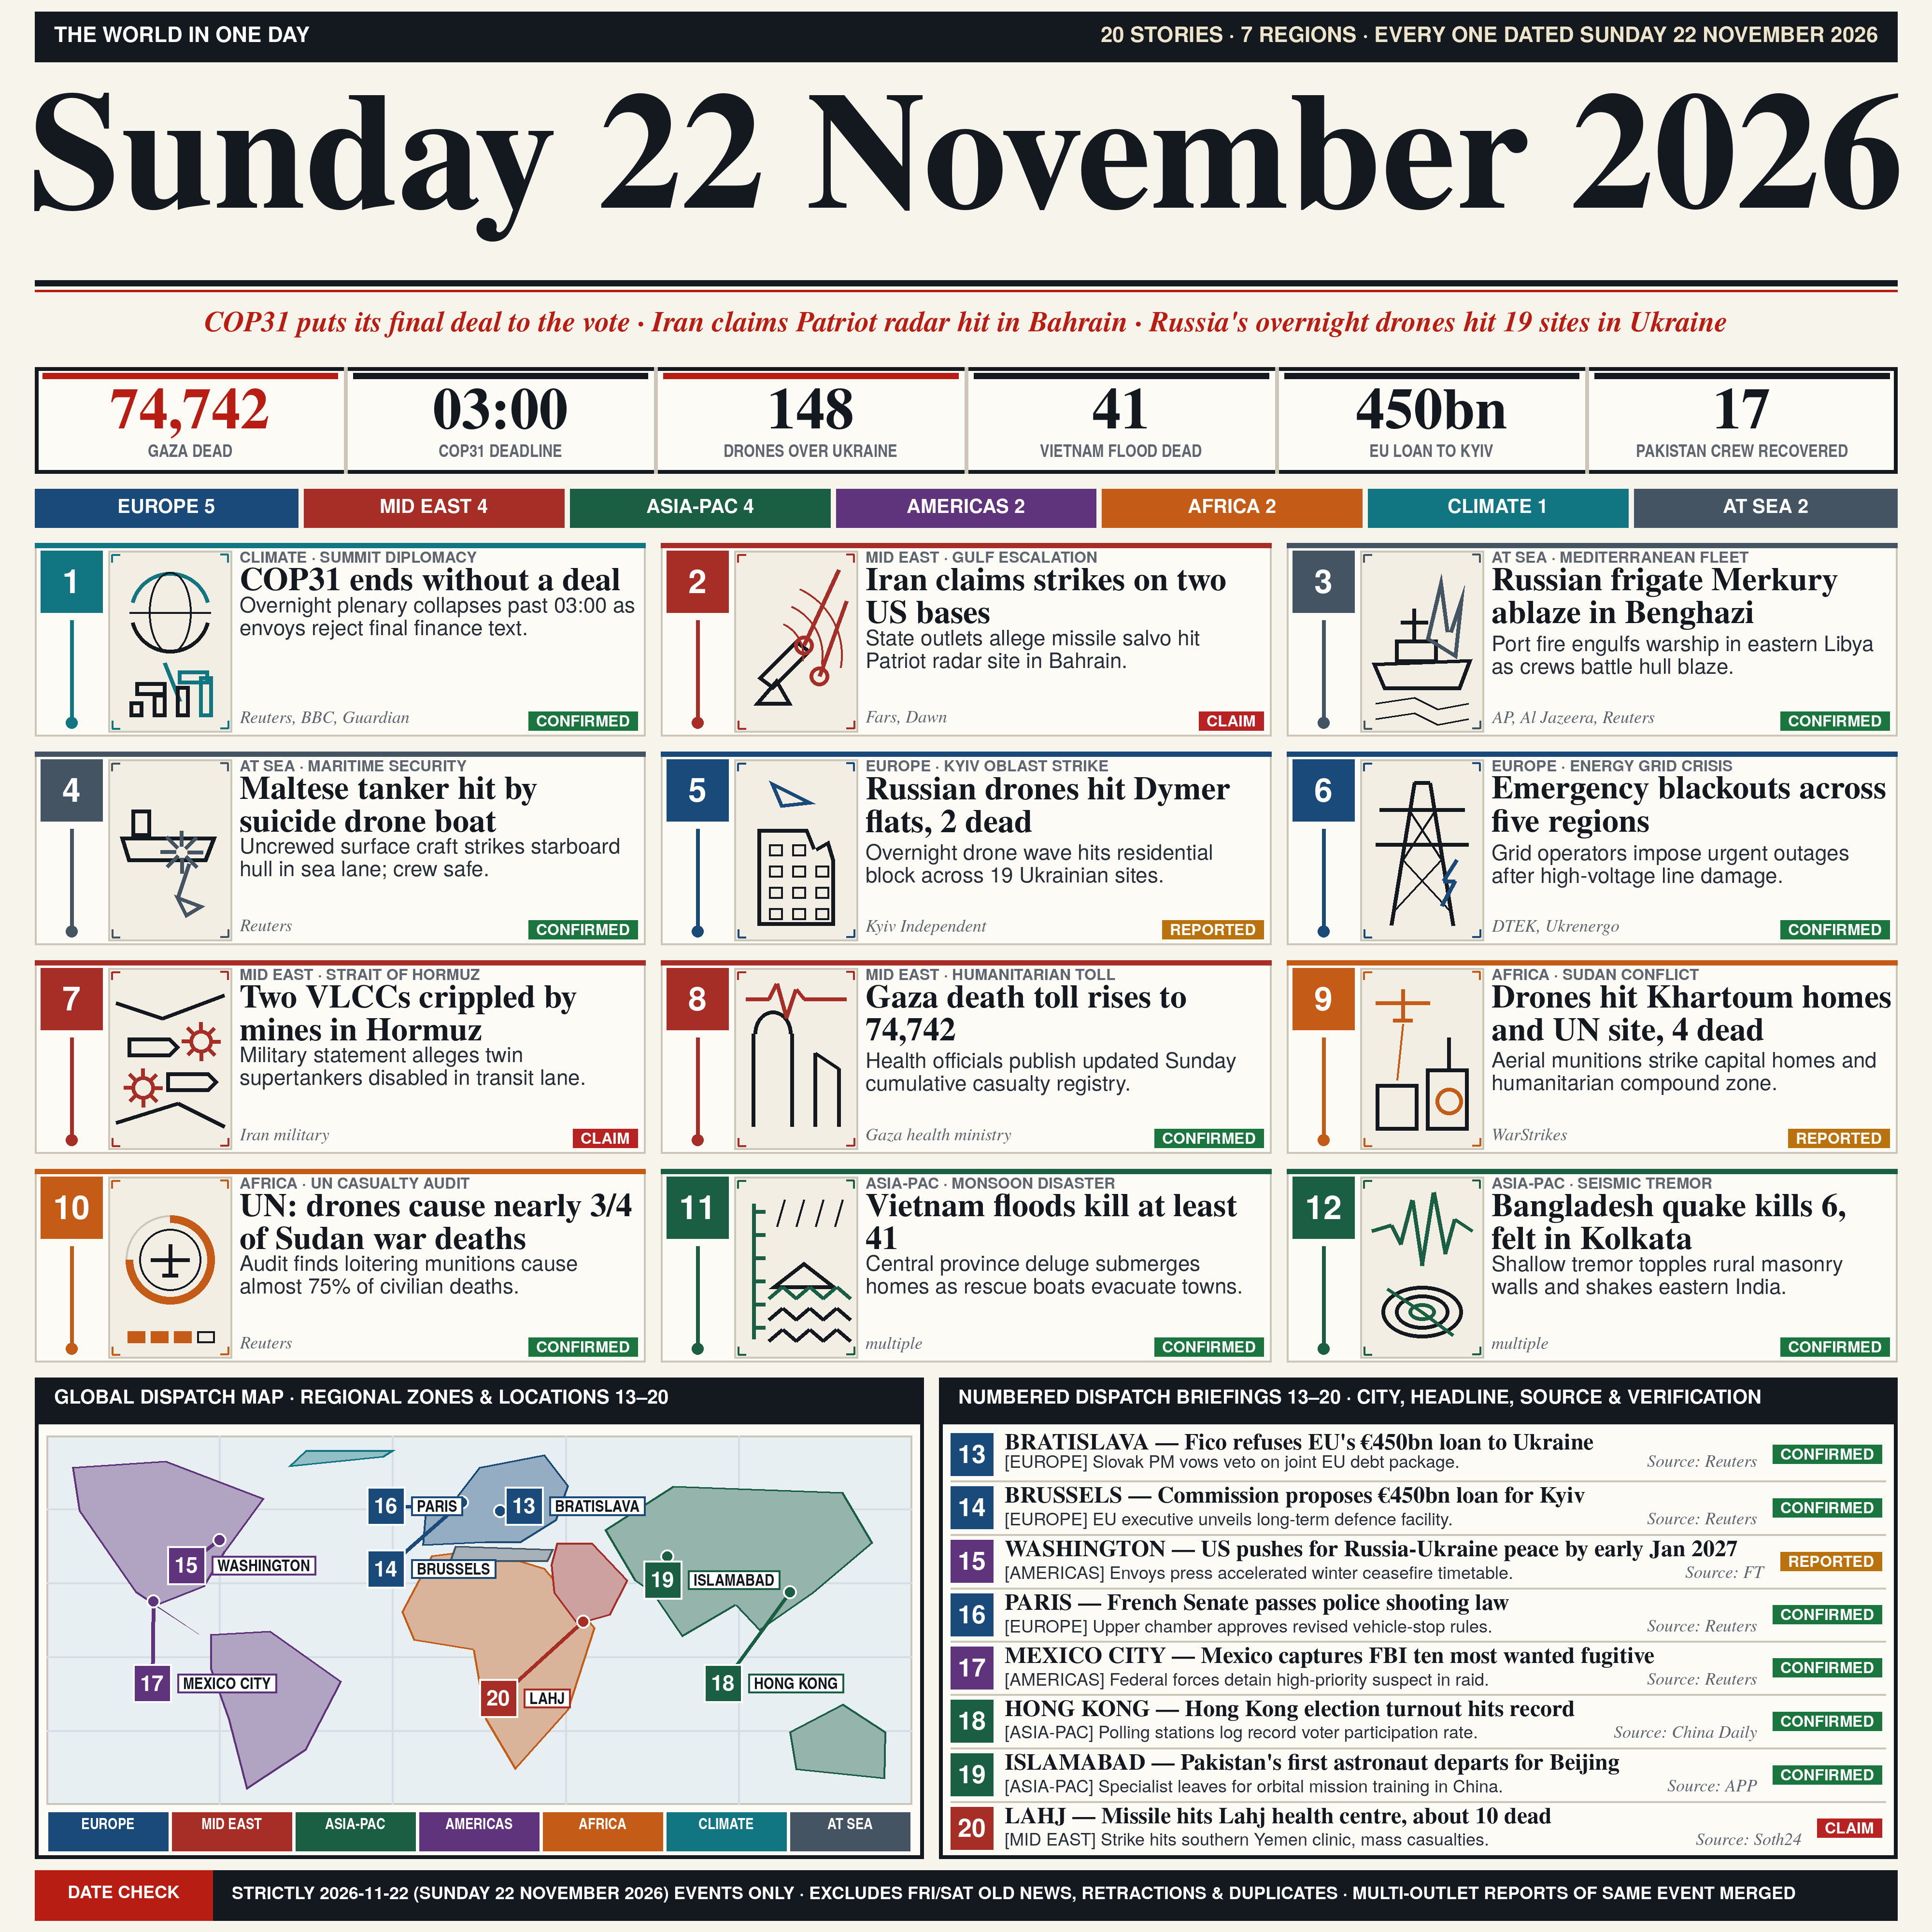 THE WORLD IN ONE DAY
20 STORIES · 7 REGIONS · EVERY ONE DATED SUNDAY 22 NOVEMBER 2026
Sunday 22 November 2026
COP31 puts its final deal to the vote · Iran claims Patriot radar hit in Bahrain · Russia's overnight drones hit 19 sites in Ukraine
74,742
GAZA DEAD
03:00
COP31 DEADLINE
148
DRONES OVER UKRAINE
41
VIETNAM FLOOD DEAD
450bn
EU LOAN TO KYIV
17
PAKISTAN CREW RECOVERED
EUROPE 5
MID EAST 4
ASIA-PAC 4
AMERICAS 2
AFRICA 2
CLIMATE 1
AT SEA 2
1
CLIMATE · SUMMIT DIPLOMACY
COP31 ends without a deal
Overnight plenary collapses past 03:00 as
envoys reject final finance text.
Reuters, BBC, Guardian
CONFIRMED
2
MID EAST · GULF ESCALATION
Iran claims strikes on two
US bases
State outlets allege missile salvo hit
Patriot radar site in Bahrain.
Fars, Dawn
CLAIM
3
AT SEA · MEDITERRANEAN FLEET
Russian frigate Merkury
ablaze in Benghazi
Port fire engulfs warship in eastern Libya
as crews battle hull blaze.
AP, Al Jazeera, Reuters
CONFIRMED
4
AT SEA · MARITIME SECURITY
Maltese tanker hit by
suicide drone boat
Uncrewed surface craft strikes starboard
hull in sea lane; crew safe.
Reuters
CONFIRMED
5
EUROPE · KYIV OBLAST STRIKE
Russian drones hit Dymer
flats, 2 dead
Overnight drone wave hits residential
block across 19 Ukrainian sites.
Kyiv Independent
REPORTED
6
EUROPE · ENERGY GRID CRISIS
Emergency blackouts across
five regions
Grid operators impose urgent outages
after high-voltage line damage.
DTEK, Ukrenergo
CONFIRMED
7
MID EAST · STRAIT OF HORMUZ
Two VLCCs crippled by
mines in Hormuz
Military statement alleges twin
supertankers disabled in transit lane.
Iran military
CLAIM
8
MID EAST · HUMANITARIAN TOLL
Gaza death toll rises to
74,742
Health officials publish updated Sunday
cumulative casualty registry.
Gaza health ministry
CONFIRMED
9
AFRICA · SUDAN CONFLICT
Drones hit Khartoum homes
and UN site, 4 dead
Aerial munitions strike capital homes and
humanitarian compound zone.
WarStrikes
REPORTED
10
AFRICA · UN CASUALTY AUDIT
UN: drones cause nearly 3/4
of Sudan war deaths
Audit finds loitering munitions cause
almost 75% of civilian deaths.
Reuters
CONFIRMED
11
ASIA-PAC · MONSOON DISASTER
Vietnam floods kill at least
41
Central province deluge submerges
homes as rescue boats evacuate towns.
multiple
CONFIRMED
12
ASIA-PAC · SEISMIC TREMOR
Bangladesh quake kills 6,
felt in Kolkata
Shallow tremor topples rural masonry
walls and shakes eastern India.
multiple
CONFIRMED
GLOBAL DISPATCH MAP · REGIONAL ZONES & LOCATIONS 13–20
16 PARIS
13 BRATISLAVA
15 WASHINGTON
14 BRUSSELS
19 ISLAMABAD
17 MEXICO CITY
20 LAHJ
18 HONG KONG
EUROPE
MID EAST
ASIA-PAC
AMERICAS
AFRICA
CLIMATE
AT SEA
NUMBERED DISPATCH BRIEFINGS 13–20 · CITY, HEADLINE, SOURCE & VERIFICATION
13
BRATISLAVA — Fico refuses EU's €450bn loan to Ukraine
[EUROPE] Slovak PM vows veto on joint EU debt package.
Source: Reuters
CONFIRMED
14
BRUSSELS — Commission proposes €450bn loan for Kyiv
[EUROPE] EU executive unveils long-term defence facility.
Source: Reuters
CONFIRMED
15
WASHINGTON — US pushes for Russia-Ukraine peace by early Jan 2027
[AMERICAS] Envoys press accelerated winter ceasefire timetable.
Source: FT
REPORTED
16
PARIS — French Senate passes police shooting law
[EUROPE] Upper chamber approves revised vehicle-stop rules.
Source: Reuters
CONFIRMED
17
MEXICO CITY — Mexico captures FBI ten most wanted fugitive
[AMERICAS] Federal forces detain high-priority suspect in raid.
Source: Reuters
CONFIRMED
18
HONG KONG — Hong Kong election turnout hits record
[ASIA-PAC] Polling stations log record voter participation rate.
Source: China Daily
CONFIRMED
19
ISLAMABAD — Pakistan's first astronaut departs for Beijing
[ASIA-PAC] Specialist leaves for orbital mission training in China.
Source: APP
CONFIRMED
20
LAHJ — Missile hits Lahj health centre, about 10 dead
[MID EAST] Strike hits southern Yemen clinic, mass casualties.
Source: Soth24
CLAIM
DATE CHECK
STRICTLY 2026-11-22 (SUNDAY 22 NOVEMBER 2026) EVENTS ONLY · EXCLUDES FRI/SAT OLD NEWS, RETRACTIONS & DUPLICATES · MULTI-OUTLET REPORTS OF SAME EVENT MERGED